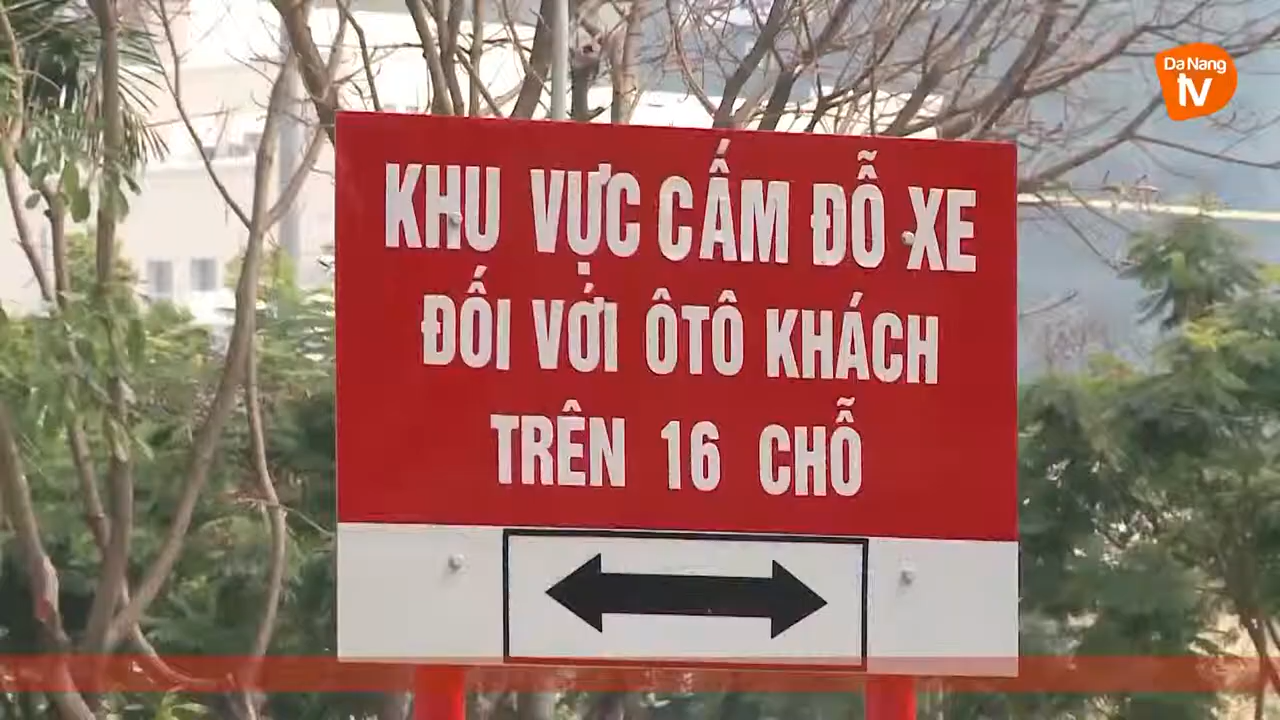 Da Nang
tv
KHU VỰC CẤM ĐỖ XE
ĐỐI VỚI ÔTÔ KHÁCH
TRÊN 16 CHỖ